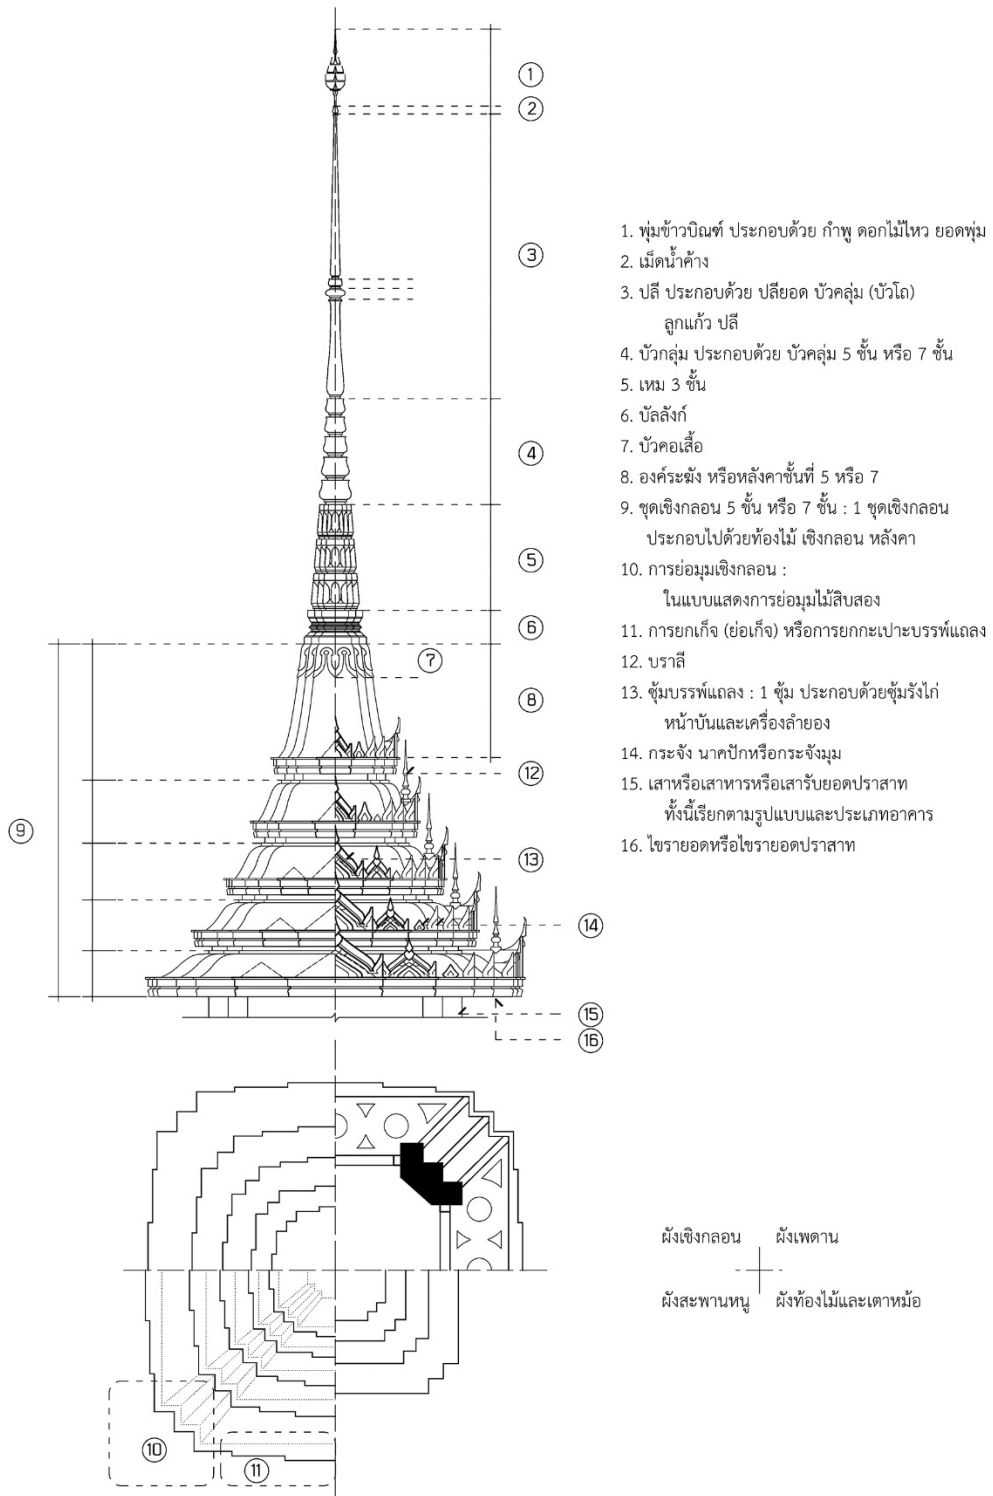 1
2
3
4
5
6
7
8
12
9
13
14
15
16
10
11
1. พุ่มข้าวบิณฑ์ ประกอบด้วย กำพู ดอกไม้ไหว ยอดพุ่ม
2. เม็ดน้ำค้าง
3. ปลี ประกอบด้วย ปลียอด บัวคลุ่ม (บัวโถ)
ลูกแก้ว ปลี
4. บัวกลุ่ม ประกอบด้วย บัวคลุ่ม 5 ชั้น หรือ 7 ชั้น
5. เหม 3 ชั้น
6. บัลลังก์
7. บัวคอเสื้อ
8. องค์ระฆัง หรือหลังคาชั้นที่ 5 หรือ 7
9. ชุดเชิงกลอน 5 ชั้น หรือ 7 ชั้น : 1 ชุดเชิงกลอน
ประกอบไปด้วยท้องไม้ เชิงกลอน หลังคา
10. การย่อมุมเชิงกลอน :
ในแบบแสดงการย่อมุมไม้สิบสอง
11. การยกเก็จ (ย่อเก็จ) หรือการยกกะเปาะบรรพ์แถลง
12. บราลี
13. ซุ้มบรรพ์แถลง : 1 ซุ้ม ประกอบด้วยซุ้มรังไก่
หน้าบันและเครื่องลำยอง
14. กระจัง นาคปักหรือกระจังมุม
15. เสาหรือเสาหารหรือเสารับยอดปราสาท
ทั้งนี้เรียกตามรูปแบบและประเภทอาคาร
16. ไขรายอดหรือไขรายอดปราสาท
ผังเชิงกลอน ผังเพดาน
ผังสะพานหนู ผังท้องไม้และเตาหม้อ